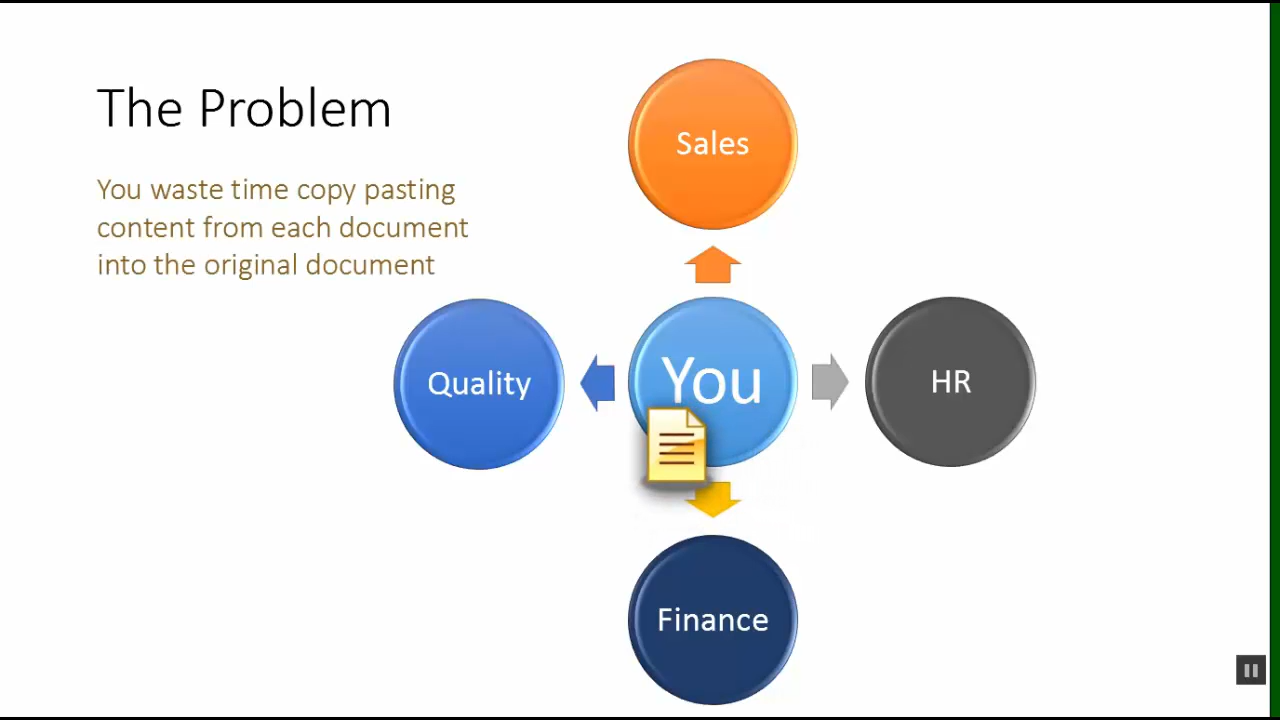 The Problem
You waste time copy pasting
content from each document
into the original document
Sales
Quality
You
HR
Finance